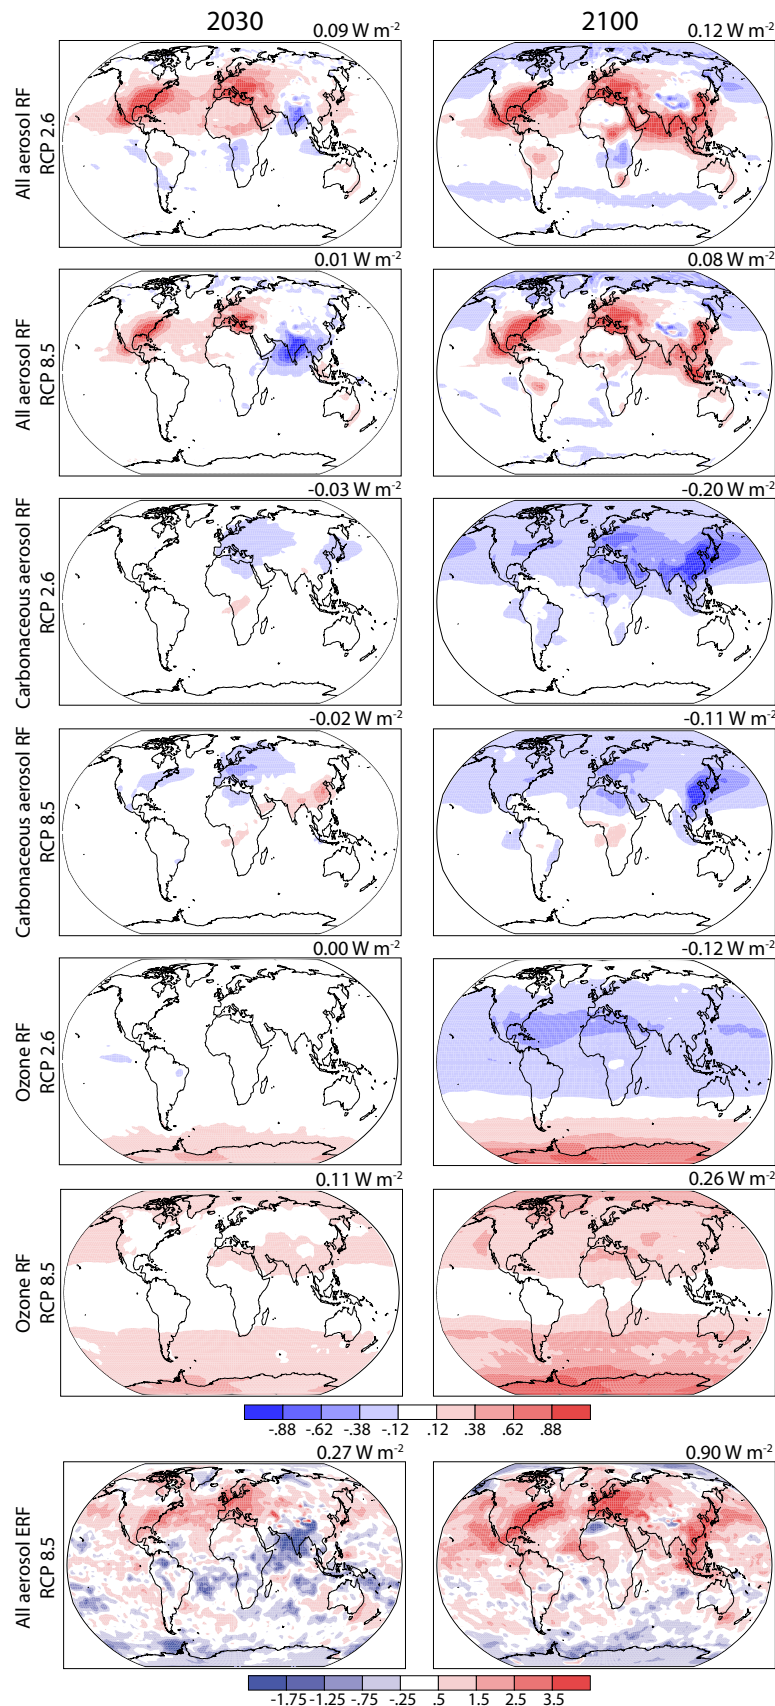 2030
2100
0.09 W m-2
0.12 W m-2
All aerosol RF
RCP 2.6
0.01 W m-2
0.08 W m-2
All aerosol RF
RCP 8.5
-0.03 W m-2
-0.20 W m-2
Carbonaceous aerosol RF
RCP 2.6
-0.02 W m-2
-0.11 W m-2
Carbonaceous aerosol RF
RCP 8.5
0.00 W m-2
-0.12 W m-2
Ozone RF
RCP 2.6
0.11 W m-2
0.26 W m-2
Ozone RF
RCP 8.5
-.88 -.62 -.38 -.12 .12 .38 .62 .88
0.27 W m-2
0.90 W m-2
All aerosol ERF
RCP 8.5
-1.75 -1.25 -.75 -.25 .5 1.5 2.5 3.5